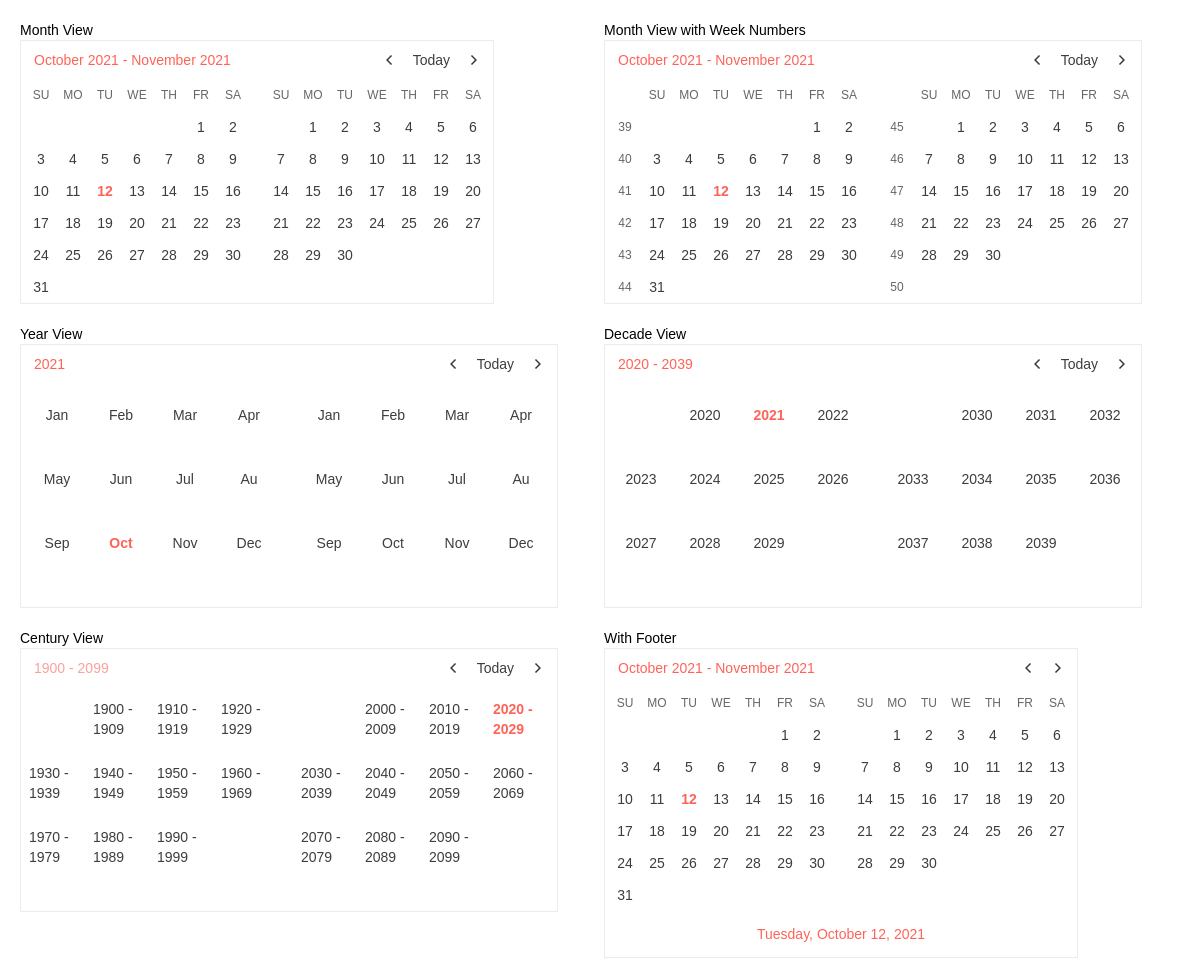 Month View
October 2021 - November 2021 Today
SU MO TU WE TH FR SA SU MO TU WE TH FR SA
1 2 1 2 3 4 5 6
3 4 5 6 7 8 9 7 8 9 10 11 12 13
10 11 12 13 14 15 16 14 15 16 17 18 19 20
17 18 19 20 21 22 23 21 22 23 24 25 26 27
24 25 26 27 28 29 30 28 29 30
31
Month View with Week Numbers
October 2021 - November 2021 Today
SU MO TU WE TH FR SA SU MO TU WE TH FR SA
39 1 2 45 1 2 3 4 5 6
40 3 4 5 6 7 8 9 46 7 8 9 10 11 12 13
41 10 11 12 13 14 15 16 47 14 15 16 17 18 19 20
42 17 18 19 20 21 22 23 48 21 22 23 24 25 26 27
43 24 25 26 27 28 29 30 49 28 29 30
44 31 50
Year View
2021 Today
Jan Feb Mar Apr Jan Feb Mar Apr
May Jun Jul Au May Jun Jul Au
Sep Oct Nov Dec Sep Oct Nov Dec
Decade View
2020 - 2039 Today
2020 2021 2022 2030 2031 2032
2023 2024 2025 2026 2033 2034 2035 2036
2027 2028 2029 2037 2038 2039
Century View
1900 - 2099 Today
1900 - 1910 - 1920 - 2000 - 2010 - 2020 -
1909 1919 1929 2009 2019 2029
1930 - 1940 - 1950 - 1960 - 2030 - 2040 - 2050 - 2060 -
1939 1949 1959 1969 2039 2049 2059 2069
1970 - 1980 - 1990 - 2070 - 2080 - 2090 -
1979 1989 1999 2079 2089 2099
With Footer
October 2021 - November 2021
SU MO TU WE TH FR SA SU MO TU WE TH FR SA
1 2 1 2 3 4 5 6
3 4 5 6 7 8 9 7 8 9 10 11 12 13
10 11 12 13 14 15 16 14 15 16 17 18 19 20
17 18 19 20 21 22 23 21 22 23 24 25 26 27
24 25 26 27 28 29 30 28 29 30
31
Tuesday, October 12, 2021